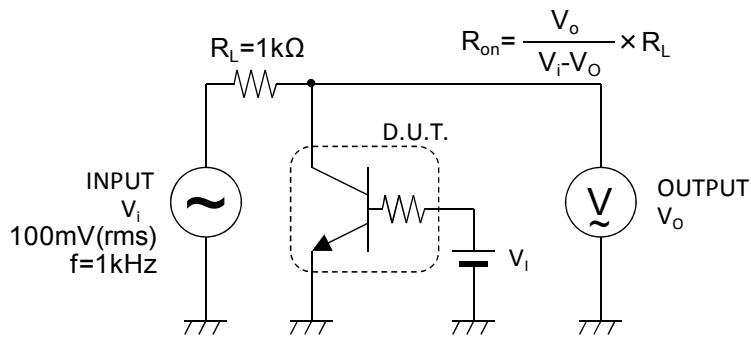 R_L=1kΩ
R_on= V_o / V_i-V_O × R_L
D.U.T.
INPUT
V_i
100mV(rms)
f=1kHz
~
V_I
V
~
OUTPUT
V_O